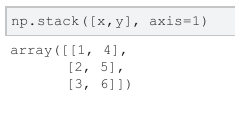 np.stack([x,y], axis=1)
array([[1, 4],
       [2, 5],
       [3, 6]])